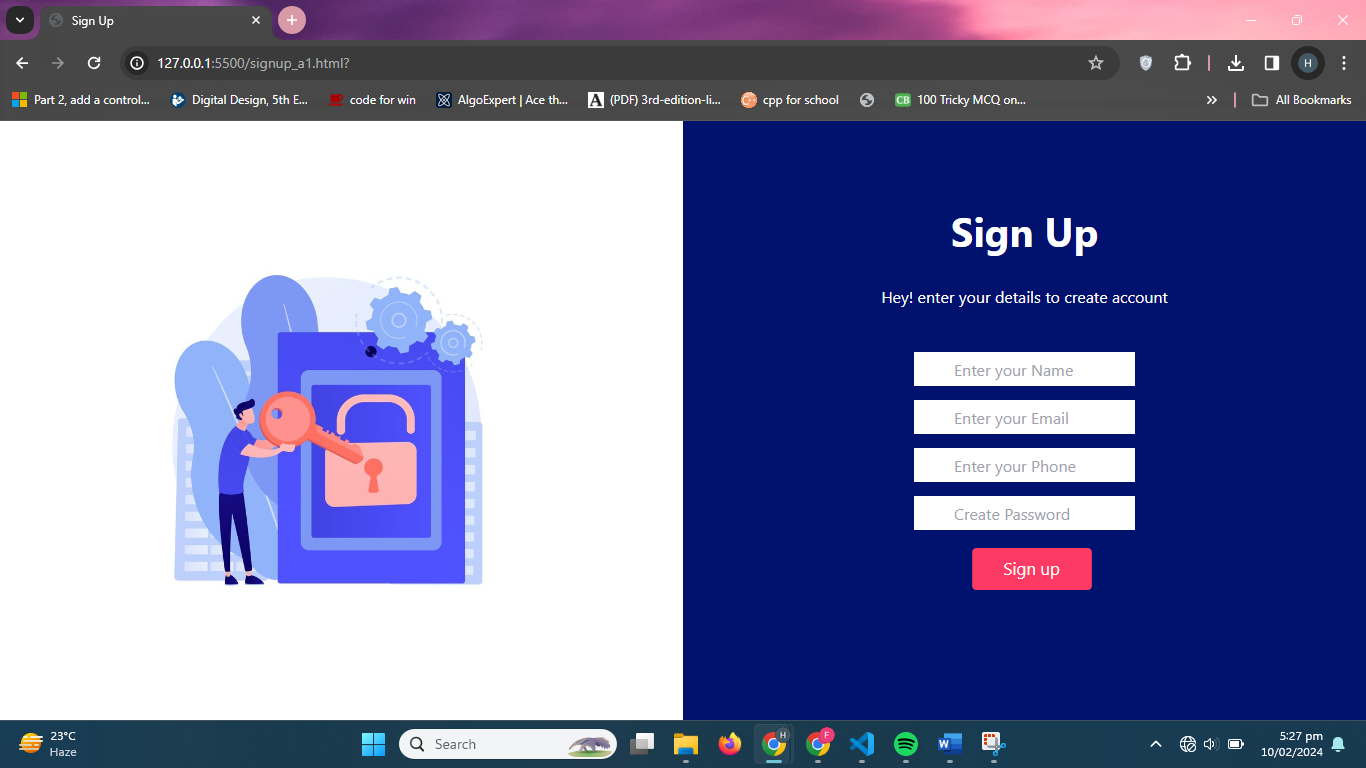 Sign Up
127.0.0.1:5500/signup_a1.html?
H
Part 2, add a control...
Digital Design, 5th E...
code for win
AlgoExpert | Ace th...
A
(PDF) 3rd-edition-li...
cpp for school
CB
100 Tricky MCQ on...
All Bookmarks
Sign Up
Hey! enter your details to create account
Enter your Name
Enter your Email
Enter your Phone
Create Password
Sign up
23°C
Haze
Search
H
F
W
5:27 pm
10/02/2024